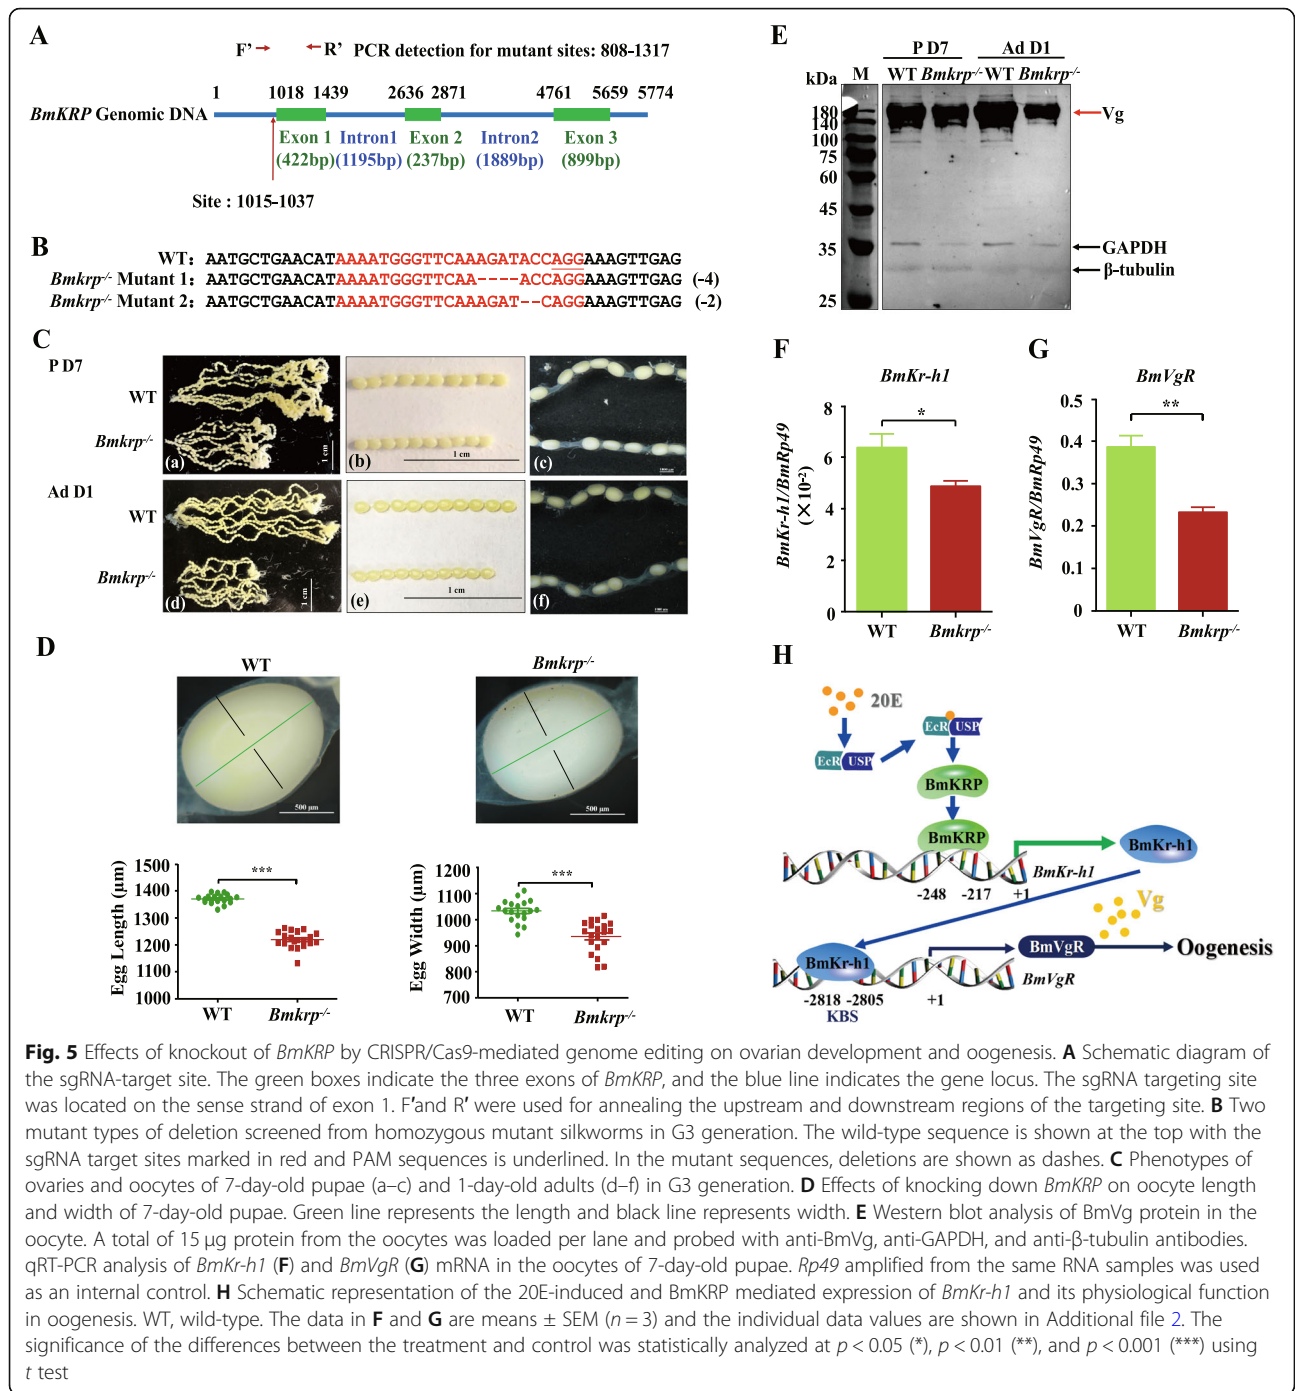 A
F' R' PCR detection for mutant sites: 808-1317
1 1018 1439 2636 2871 4761 5659 5774
BmKRP Genomic DNA
Exon 1 Intron1 Exon 2 Intron2 Exon 3
(422bp) (1195bp) (237bp) (1889bp) (899bp)
Site : 1015-1037
B
WT: AATGCTGAACATAAAATGGGTTCAAAGATACCAGGAAAGTTGAG
Bmkrp-/- Mutant 1: AATGCTGAACATAAAATGGGTTCAA----ACCAGGAAAGTTGAG (-4)
Bmkrp-/- Mutant 2: AATGCTGAACATAAAATGGGTTCAAAGAT--CAGGAAAGTTGAG (-2)
C
P D7
WT
Bmkrp-/-
(a) 1 cm (b) 1 cm (c)
Ad D1
WT
Bmkrp-/-
(d) 1 cm (e) 1 cm (f)
D
WT Bmkrp-/-
500 μm 500 μm
Egg Length (μm)
1500
1400
1300
1200
1100
1000
***
WT Bmkrp-/-
Egg Width (μm)
1200
1100
1000
900
800
700
***
WT Bmkrp-/-
E
P D7 Ad D1
kDa M WT Bmkrp-/- WT Bmkrp-/-
180
140
100
75
60
45
35
25
Vg
GAPDH
β-tubulin
F
BmKr-h1
BmKr-h1/BmRp49
(×10-2)
8
6
4
2
0
*
WT Bmkrp-/-
G
BmVgR
BmVgR/BmRp49
0.5
0.4
0.3
0.2
0.1
0
**
WT Bmkrp-/-
H
20E
EcR USP
EcR USP
BmKRP
BmKRP
BmKr-h1
-248 -217 +1 BmKr-h1
Vg
BmKr-h1 BmVgR Oogenesis
BmVgR
-2818 -2805 +1
KBS
Fig. 5 Effects of knockout of BmKRP by CRISPR/Cas9-mediated genome editing on ovarian development and oogenesis. A Schematic diagram of
the sgRNA-target site. The green boxes indicate the three exons of BmKRP, and the blue line indicates the gene locus. The sgRNA targeting site
was located on the sense strand of exon 1. F′and R′ were used for annealing the upstream and downstream regions of the targeting site. B Two
mutant types of deletion screened from homozygous mutant silkworms in G3 generation. The wild-type sequence is shown at the top with the
sgRNA target sites marked in red and PAM sequences is underlined. In the mutant sequences, deletions are shown as dashes. C Phenotypes of
ovaries and oocytes of 7-day-old pupae (a–c) and 1-day-old adults (d–f) in G3 generation. D Effects of knocking down BmKRP on oocyte length
and width of 7-day-old pupae. Green line represents the length and black line represents width. E Western blot analysis of BmVg protein in the
oocyte. A total of 15 μg protein from the oocytes was loaded per lane and probed with anti-BmVg, anti-GAPDH, and anti-β-tubulin antibodies.
qRT-PCR analysis of BmKr-h1 (F) and BmVgR (G) mRNA in the oocytes of 7-day-old pupae. Rp49 amplified from the same RNA samples was used
as an internal control. H Schematic representation of the 20E-induced and BmKRP mediated expression of BmKr-h1 and its physiological function
in oogenesis. WT, wild-type. The data in F and G are means ± SEM (n = 3) and the individual data values are shown in Additional file 2. The
significance of the differences between the treatment and control was statistically analyzed at p < 0.05 (*), p < 0.01 (**), and p < 0.001 (***) using
t test